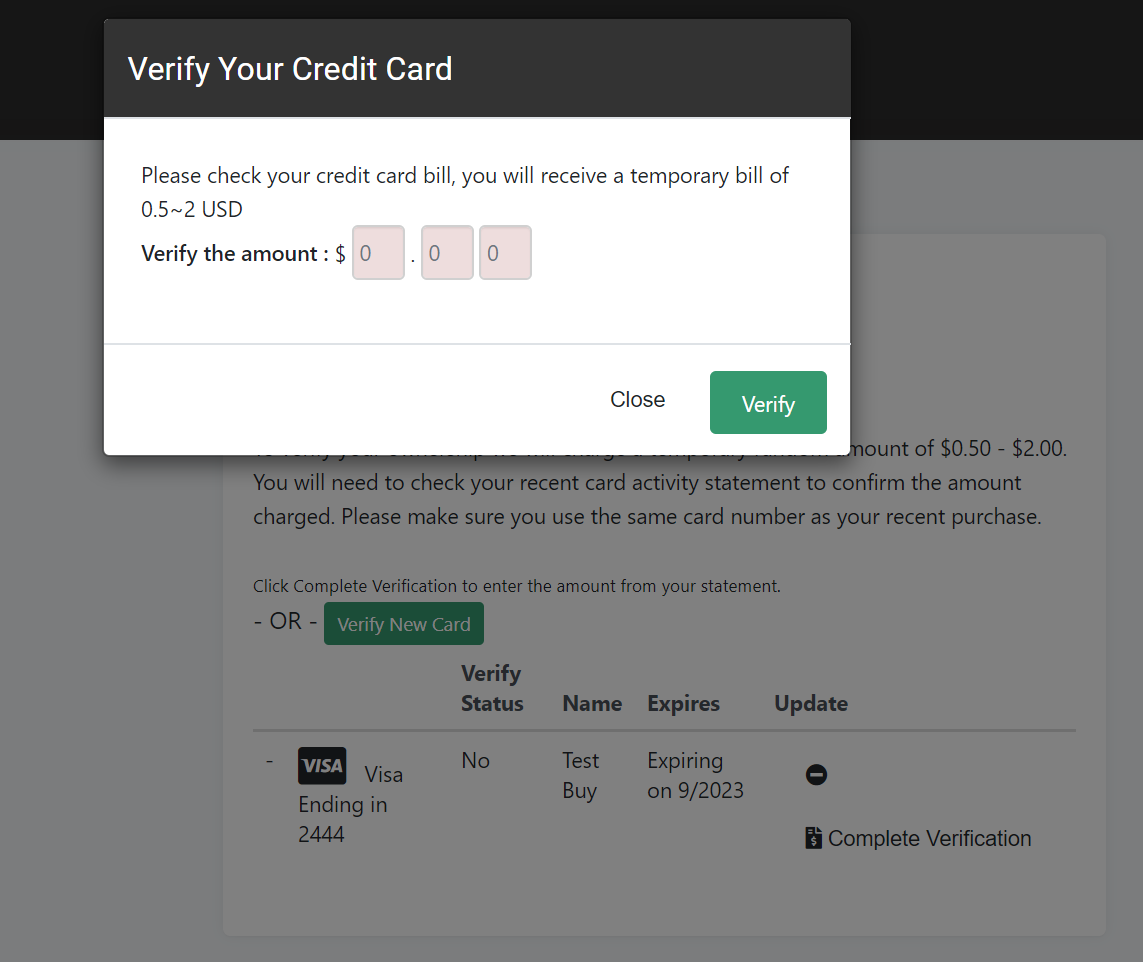 Verify Your Credit Card
Please check your credit card bill, you will receive a temporary bill of
0.5~2 USD
Verify the amount : $ 0 . 0 0
Close
Verify
amount of $0.50 - $2.00.
You will need to check your recent card activity statement to confirm the amount
charged. Please make sure you use the same card number as your recent purchase.
Click Complete Verification to enter the amount from your statement.
- OR - Verify New Card
Verify
Status Name Expires Update
- VISA Visa
Ending in
2444
No
Test
Buy
Expiring
on 9/2023
Complete Verification